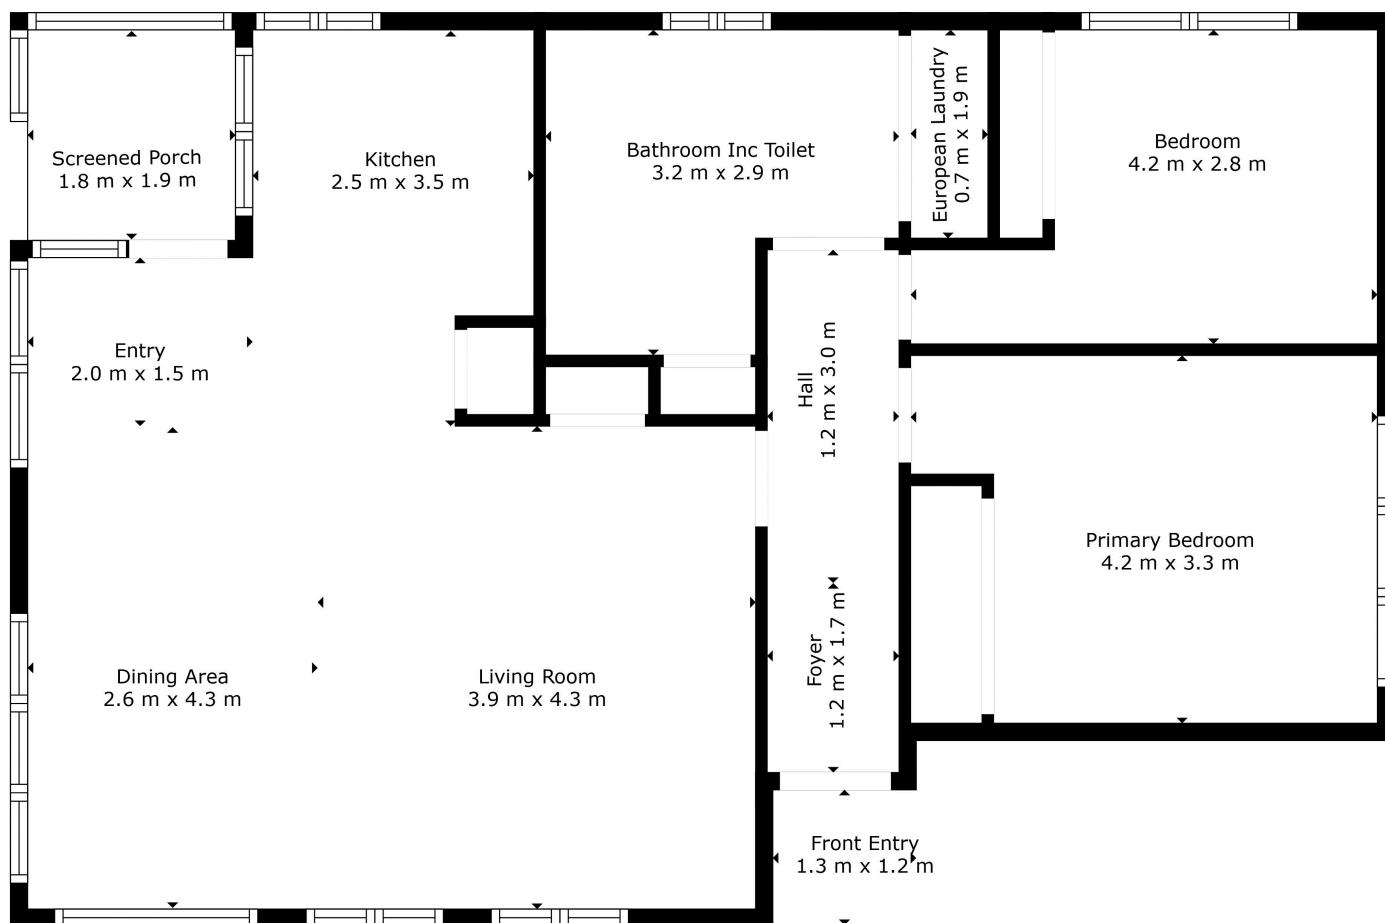 Screened Porch
1.8 m x 1.9 m
Kitchen
2.5 m x 3.5 m
Bathroom Inc Toilet
3.2 m x 2.9 m
European Laundry
0.7 m x 1.9 m
Bedroom
4.2 m x 2.8 m
Entry
2.0 m x 1.5 m
Hall
1.2 m x 3.0 m
Primary Bedroom
4.2 m x 3.3 m
Dining Area
2.6 m x 4.3 m
Living Room
3.9 m x 4.3 m
Foyer
1.2 m x 1.7 m
Front Entry
1.3 m x 1.2 m